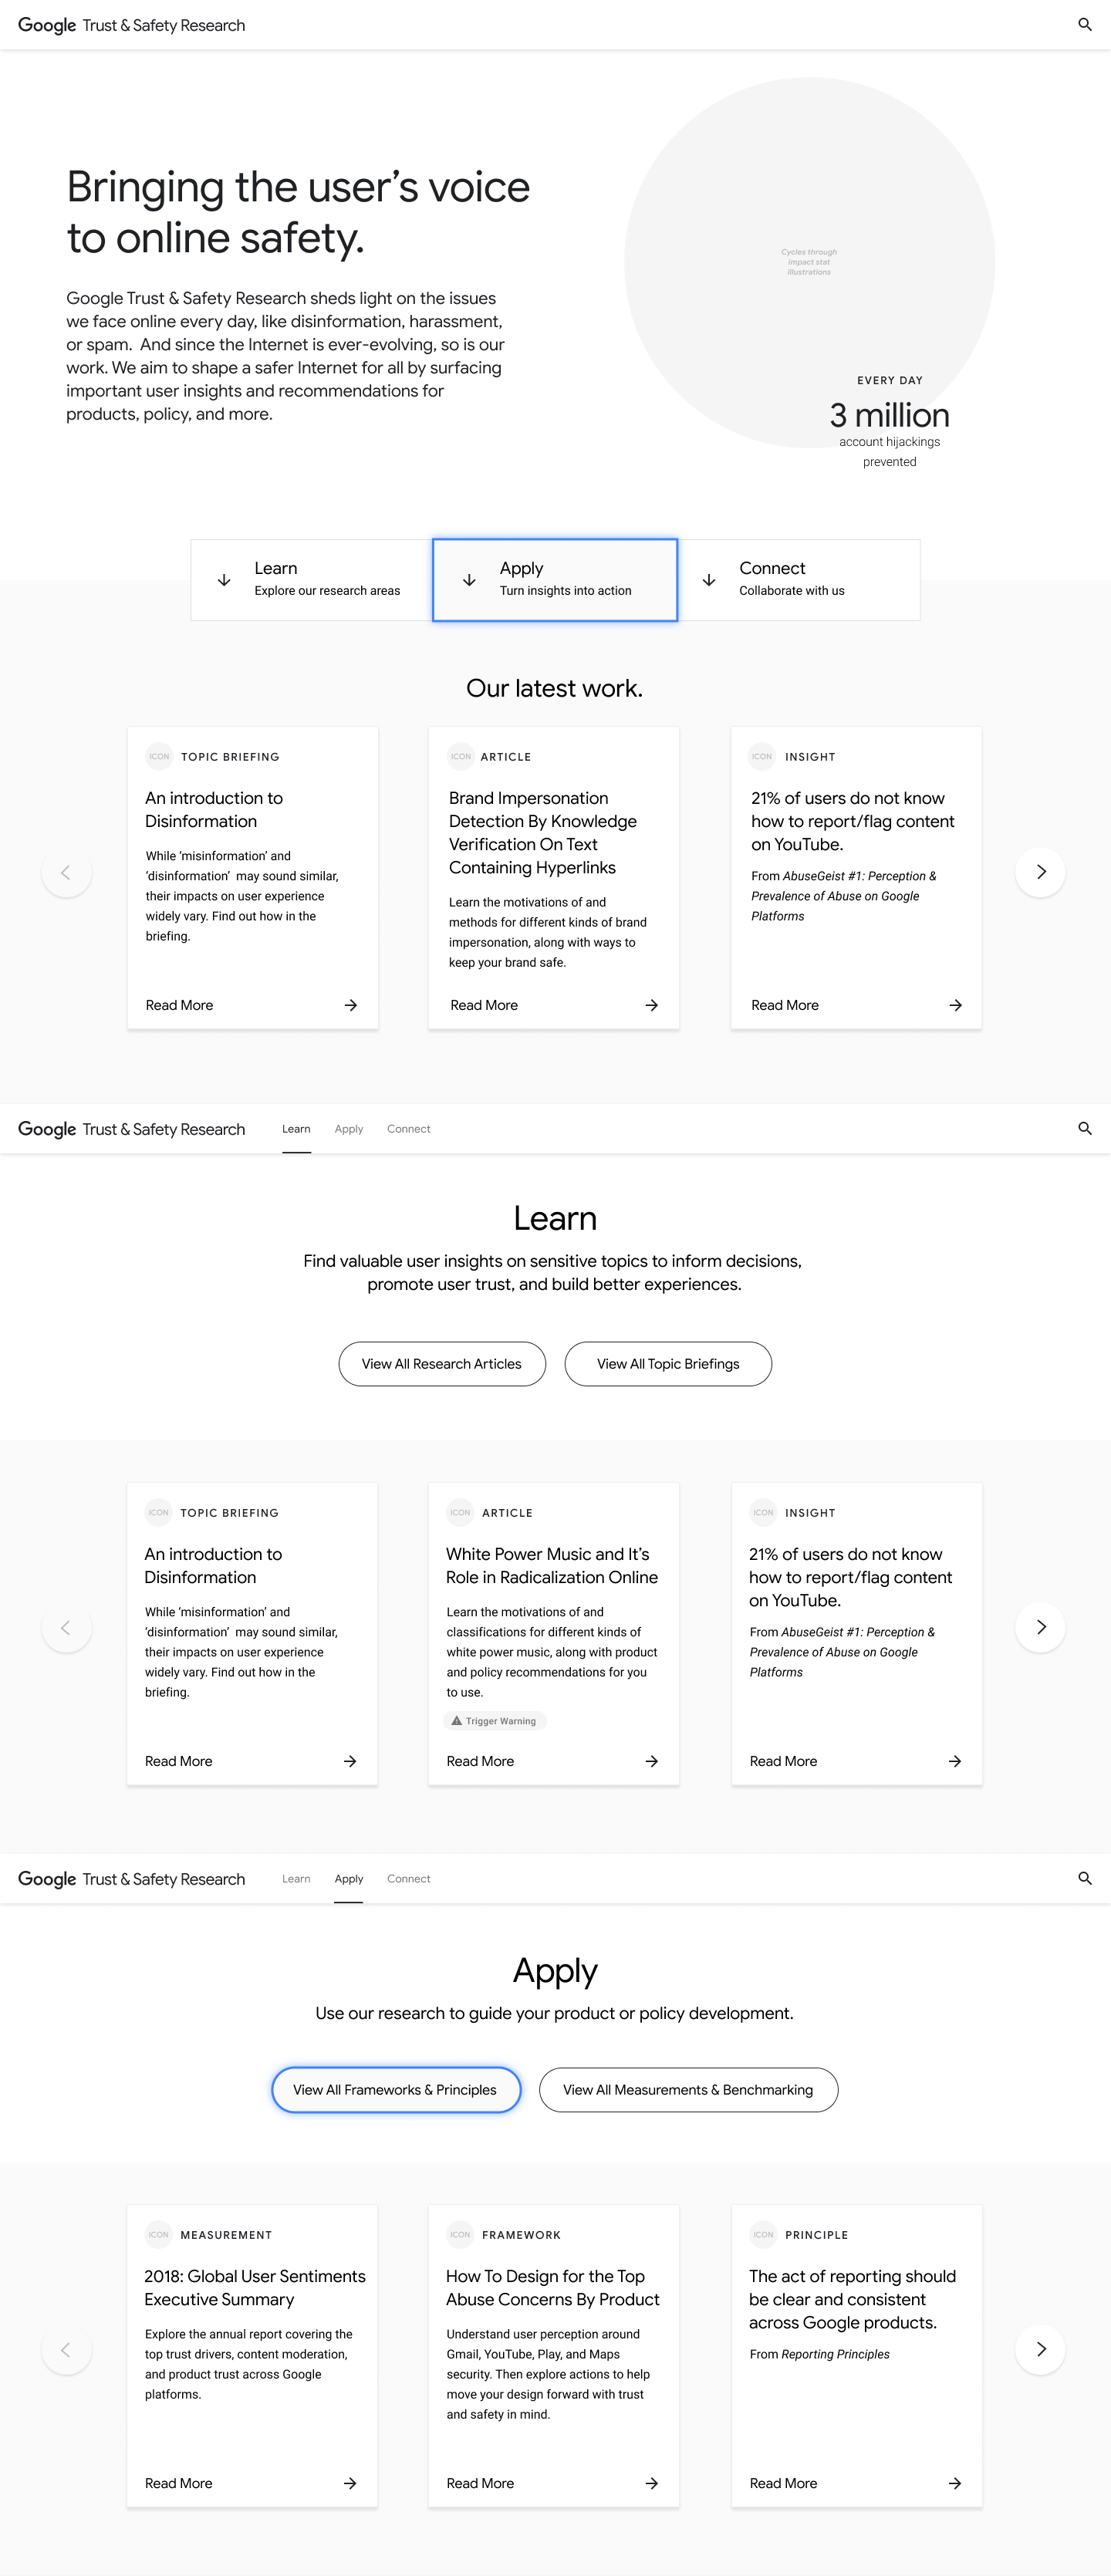 Google Trust & Safety Research
Bringing the user’s voice
to online safety.
Google Trust & Safety Research sheds light on the issues
we face online every day, like disinformation, harassment,
or spam.  And since the Internet is ever-evolving, so is our
work. We aim to shape a safer Internet for all by surfacing
important user insights and recommendations for
products, policy, and more.
Cycles through
impact stat
illustrations
EVERY DAY
3 million
account hijackings
prevented
Learn
Explore our research areas
Apply
Turn insights into action
Connect
Collaborate with us
Our latest work.
ICON TOPIC BRIEFING
An introduction to
Disinformation
While ‘misinformation’ and
‘disinformation’  may sound similar,
their impacts on user experience
widely vary. Find out how in the
briefing.
Read More
ICON ARTICLE
Brand Impersonation
Detection By Knowledge
Verification On Text
Containing Hyperlinks
Learn the motivations of and
methods for different kinds of brand
impersonation, along with ways to
keep your brand safe.
Read More
ICON INSIGHT
21% of users do not know
how to report/flag content
on YouTube.
From AbuseGeist #1: Perception &
Prevalence of Abuse on Google
Platforms
Read More
Google Trust & Safety Research Learn Apply Connect
Learn
Find valuable user insights on sensitive topics to inform decisions,
promote user trust, and build better experiences.
View All Research Articles
View All Topic Briefings
ICON TOPIC BRIEFING
An introduction to
Disinformation
While ‘misinformation’ and
‘disinformation’  may sound similar,
their impacts on user experience
widely vary. Find out how in the
briefing.
Read More
ICON ARTICLE
White Power Music and It’s
Role in Radicalization Online
Learn the motivations of and
classifications for different kinds of
white power music, along with product
and policy recommendations for you
to use.
Trigger Warning
Read More
ICON INSIGHT
21% of users do not know
how to report/flag content
on YouTube.
From AbuseGeist #1: Perception &
Prevalence of Abuse on Google
Platforms
Read More
Google Trust & Safety Research Learn Apply Connect
Apply
Use our research to guide your product or policy development.
View All Frameworks & Principles
View All Measurements & Benchmarking
ICON MEASUREMENT
2018: Global User Sentiments
Executive Summary
Explore the annual report covering the
top trust drivers, content moderation,
and product trust across Google
platforms.
Read More
ICON FRAMEWORK
How To Design for the Top
Abuse Concerns By Product
Understand user perception around
Gmail, YouTube, Play, and Maps
security. Then explore actions to help
move your design forward with trust
and safety in mind.
Read More
ICON PRINCIPLE
The act of reporting should
be clear and consistent
across Google products.
From Reporting Principles
Read More